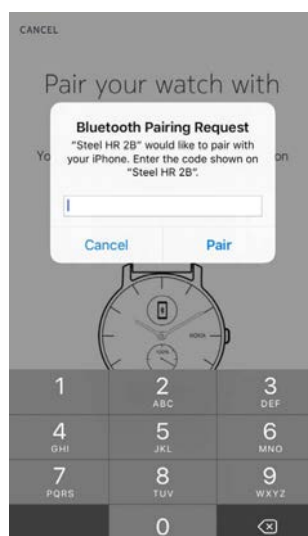 CANCEL
Pair your watch with
Bluetooth Pairing Request
"Steel HR 2B" would like to pair with
your iPhone. Enter the code shown on
"Steel HR 2B".
Yo
on
Cancel
Pair
NOKIA
100%
1
2
3
ABC
DEF
4
5
6
GHI
JKL
MNO
7
8
9
PQRS
TUV
WXYZ
0